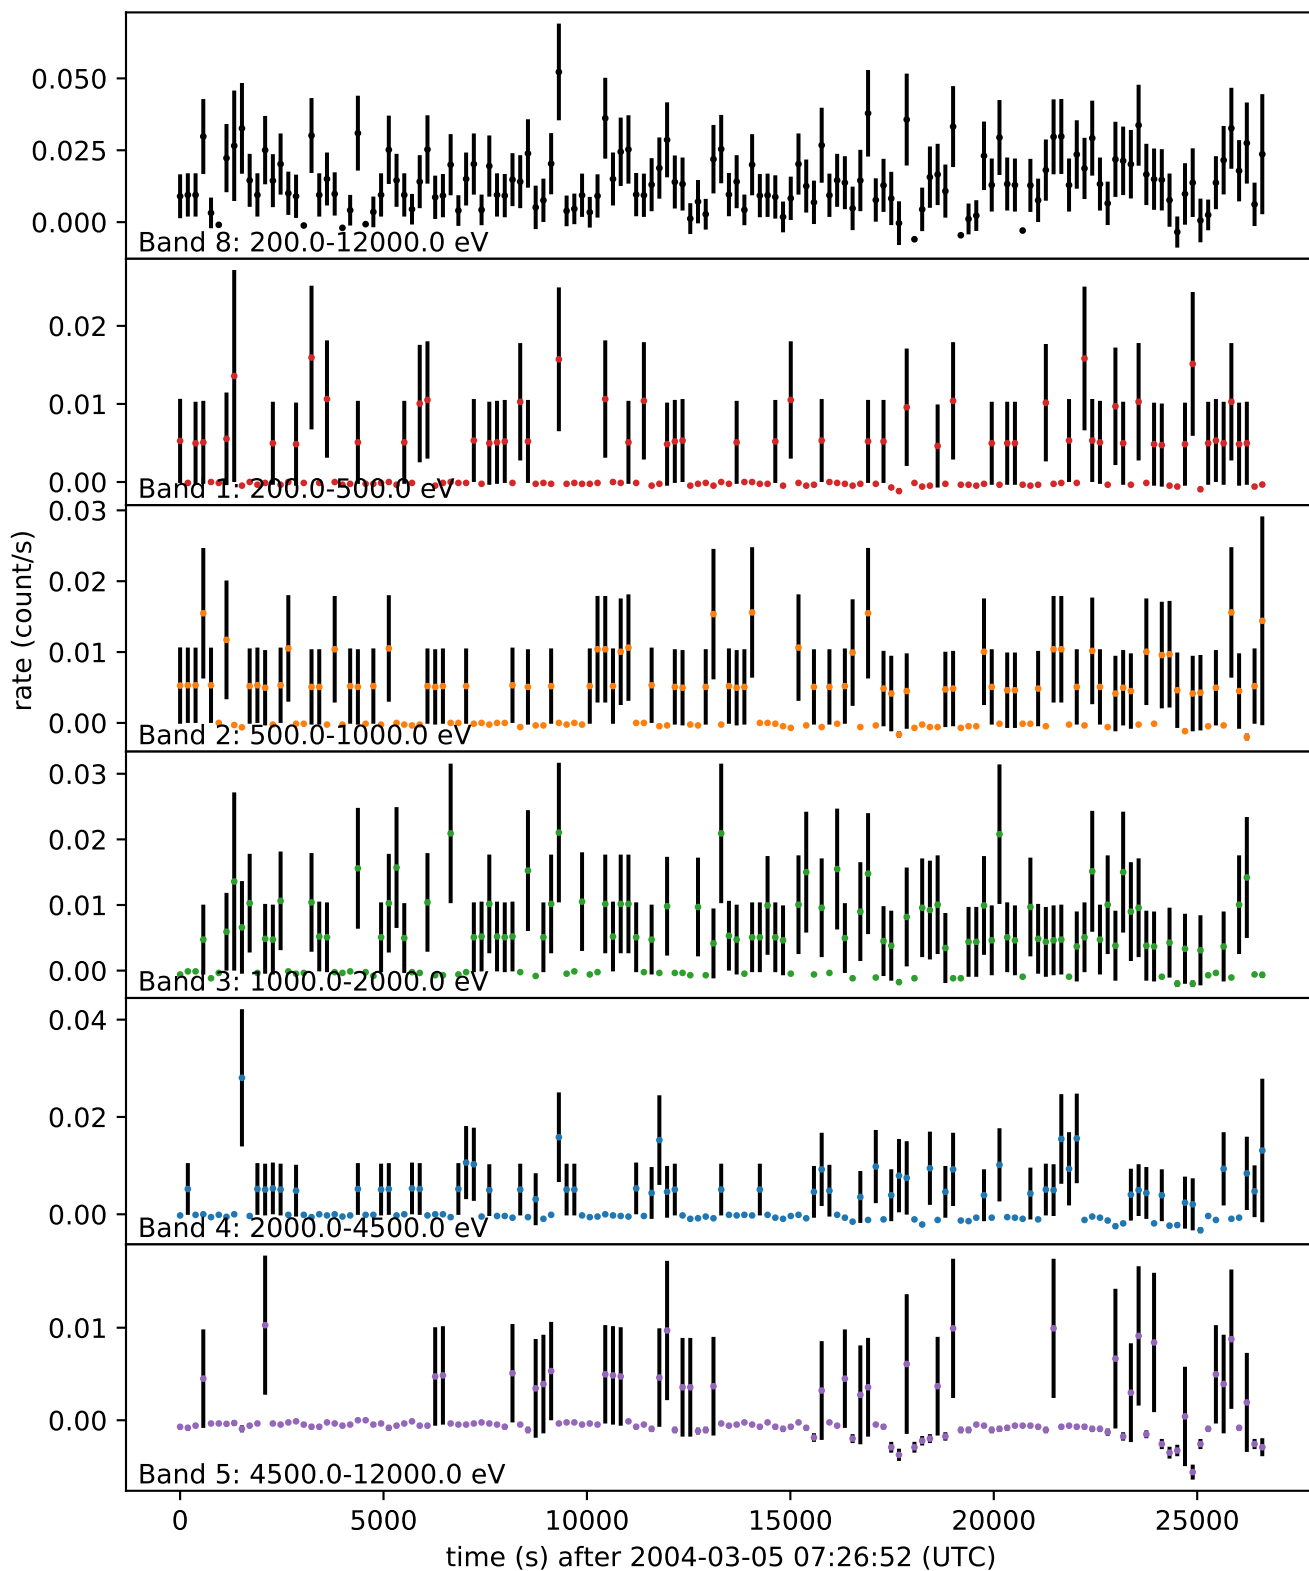 0.050
0.025
0.000
Band 8: 200.0-12000.0 eV
0.02
0.01
0.00
Band 1: 200.0-500.0 eV
0.03
0.02
0.01
0.00
Band 2: 500.0-1000.0 eV
rate (count/s)
0.03
0.02
0.01
0.00
Band 3: 1000.0-2000.0 eV
0.04
0.02
0.00
Band 4: 2000.0-4500.0 eV
0.01
0.00
Band 5: 4500.0-12000.0 eV
0 5000 10000 15000 20000 25000
time (s) after 2004-03-05 07:26:52 (UTC)